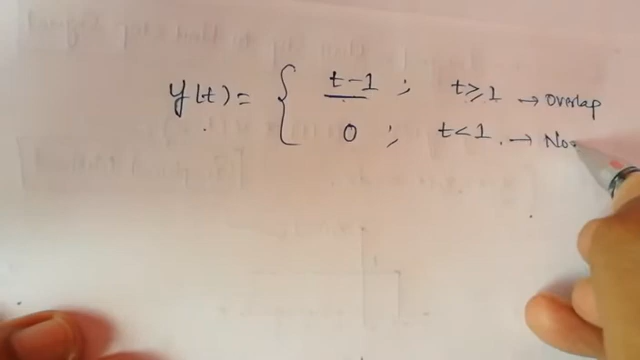 y(t) = { t-1 ; t≥1 → Overlap
0 ; t<1 . → No